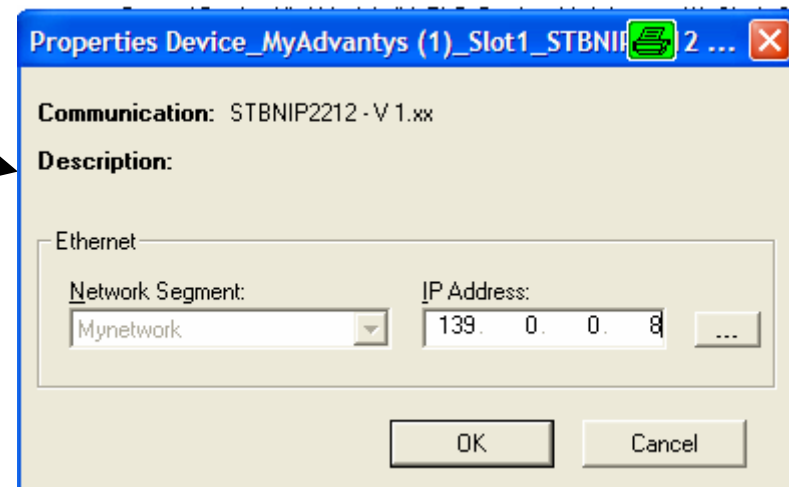 Properties Device_MyAdvantys (1)_Slot1_STBNI 2 ...
Communication: STBNIP2212 - V 1.xx
Description:
Ethernet
Network Segment:
IP Address:
Mynetwork
139. 0. 0. 8
...
OK
Cancel